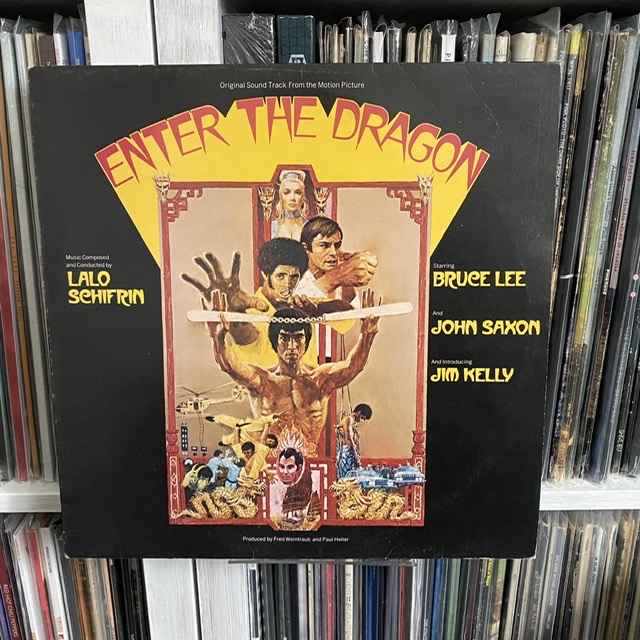 Original Sound Track From the Motion Picture
ENTER THE DRAGON
Music Composed
and Conducted by
LALO
SCHIFRIN
Starring
BRUCE LEE
And
JOHN SAXON
And Introducing
JIM KELLY
Produced by Fred Weintraub and Paul Heller